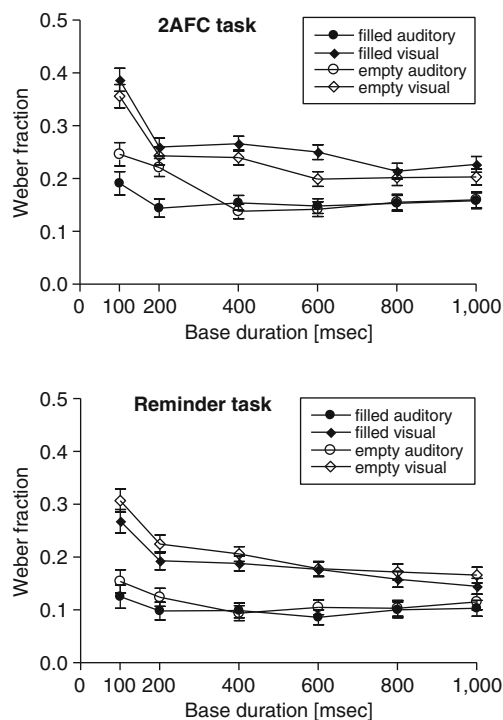 2AFC task
filled auditory
filled visual
empty auditory
empty visual
Weber fraction
0.5
0.4
0.3
0.2
0.1
0.0
0 100 200 400 600 800 1,000
Base duration [msec]
Reminder task
filled auditory
filled visual
empty auditory
empty visual
Weber fraction
0.5
0.4
0.3
0.2
0.1
0.0
0 100 200 400 600 800 1,000
Base duration [msec]